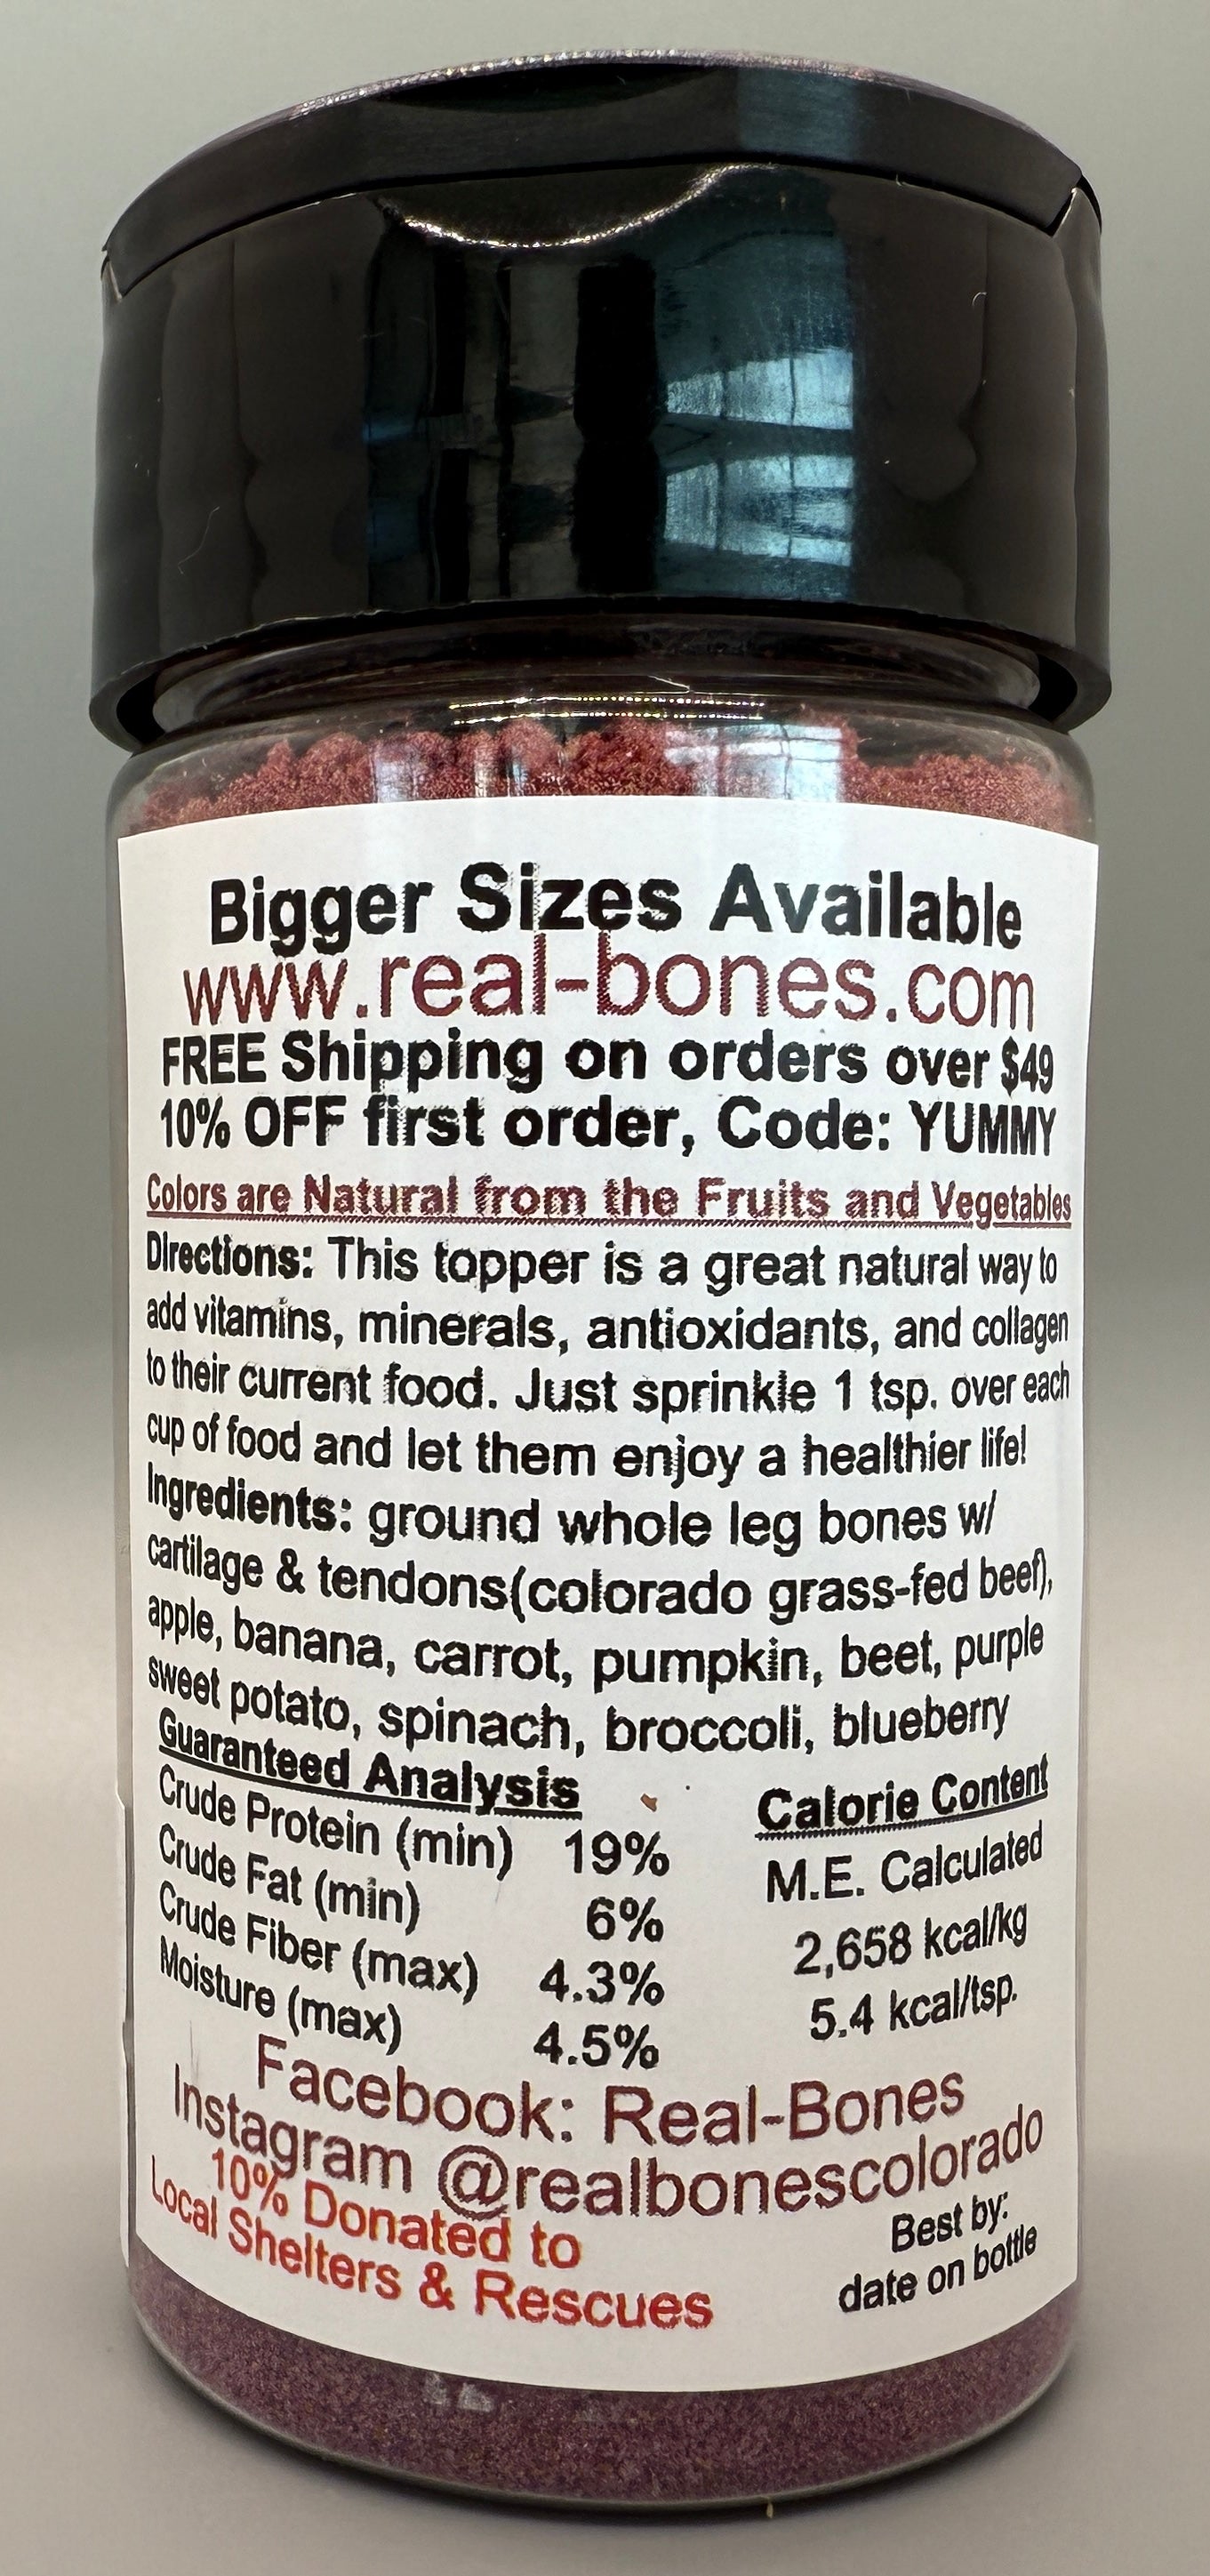 Bigger Sizes Available
www.real-bones.com
FREE Shipping on orders over $49
10% OFF first order, Code: YUMMY
Colors are Natural from the Fruits and Vegetables
Directions: This topper is a great natural way to
add vitamins, minerals, antioxidants, and collagen
to their current food. Just sprinkle 1 tsp. over each
cup of food and let them enjoy a healthier life!
Ingredients: ground whole leg bones w/
cartilage & tendons(colorado grass-fed beef),
apple, banana, carrot, pumpkin, beet, purple
sweet potato, spinach, broccoli, blueberry
Guaranteed Analysis
Crude Protein (min) 19%
Crude Fat (min) 6%
Crude Fiber (max) 4.3%
Moisture (max) 4.5%
Calorie Content
M.E. Calculated
2,658 kcal/kg
5.4 kcal/tsp.
Facebook: Real-Bones
Instagram @realbonescolorado
10% Donated to
Local Shelters & Rescues
Best by:
date on bottle